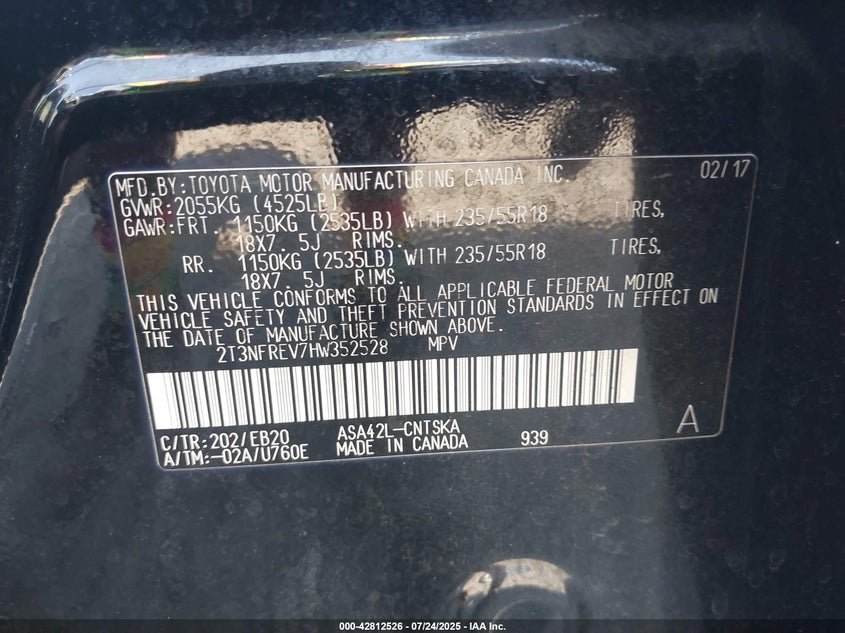 MFD.BY:TOYOTA MOTOR MANUFACTURING CANADA INC. 02/17
GVWR:2055KG (4525LB)
GAWR:FRT. 1150KG (2535LB) WITH 235/55R18 TIRES,
18X7. 5J RIMS.
RR. 1150KG (2535LB) WITH 235/55R18 TIRES,
18X7. 5J RIMS.
THIS VEHICLE CONFORMS TO ALL APPLICABLE FEDERAL MOTOR
VEHICLE SAFETY AND THEFT PREVENTION STANDARDS IN EFFECT ON
THE DATE OF MANUFACTURE SHOWN ABOVE.
2T3NFREV7HW352528 MPV
C/TR:202/EB20 ASA42L-CNTSKA 939 A
A/TM:-02A/U760E MADE IN CANADA
000-42812526 / 07/24/2025 / IAA Inc.